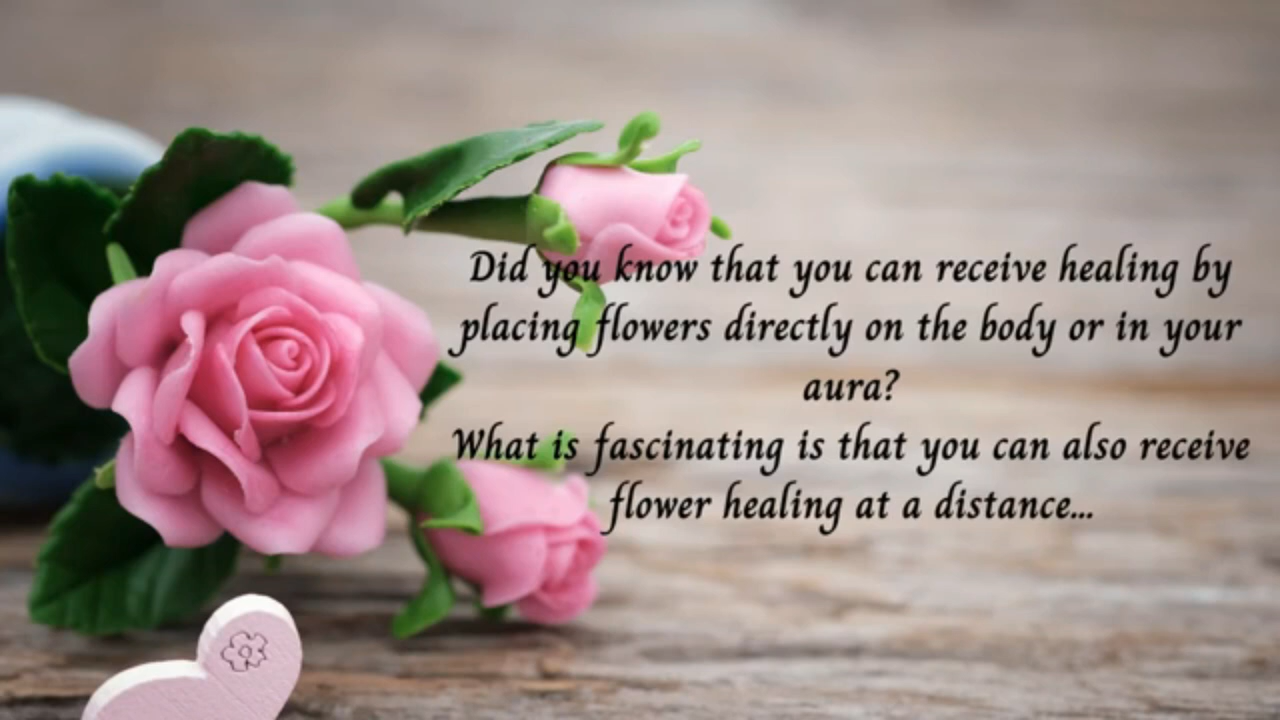 Did you know that you can receive healing by
placing flowers directly on the body or in your
aura?
What is fascinating is that you can also receive
flower healing at a distance...